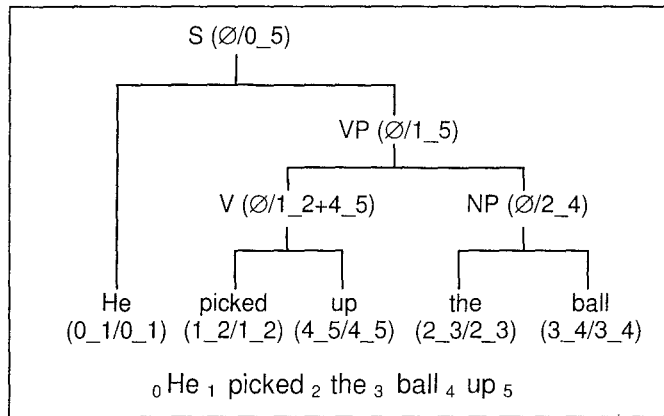 S (∅/0_5)
VP (∅/1_5)
V (∅/1_2+4_5) NP (∅/2_4)
He picked up the ball
(0_1/0_1) (1_2/1_2) (4_5/4_5) (2_3/2_3) (3_4/3_4)
0 He 1 picked 2 the 3 ball 4 up 5